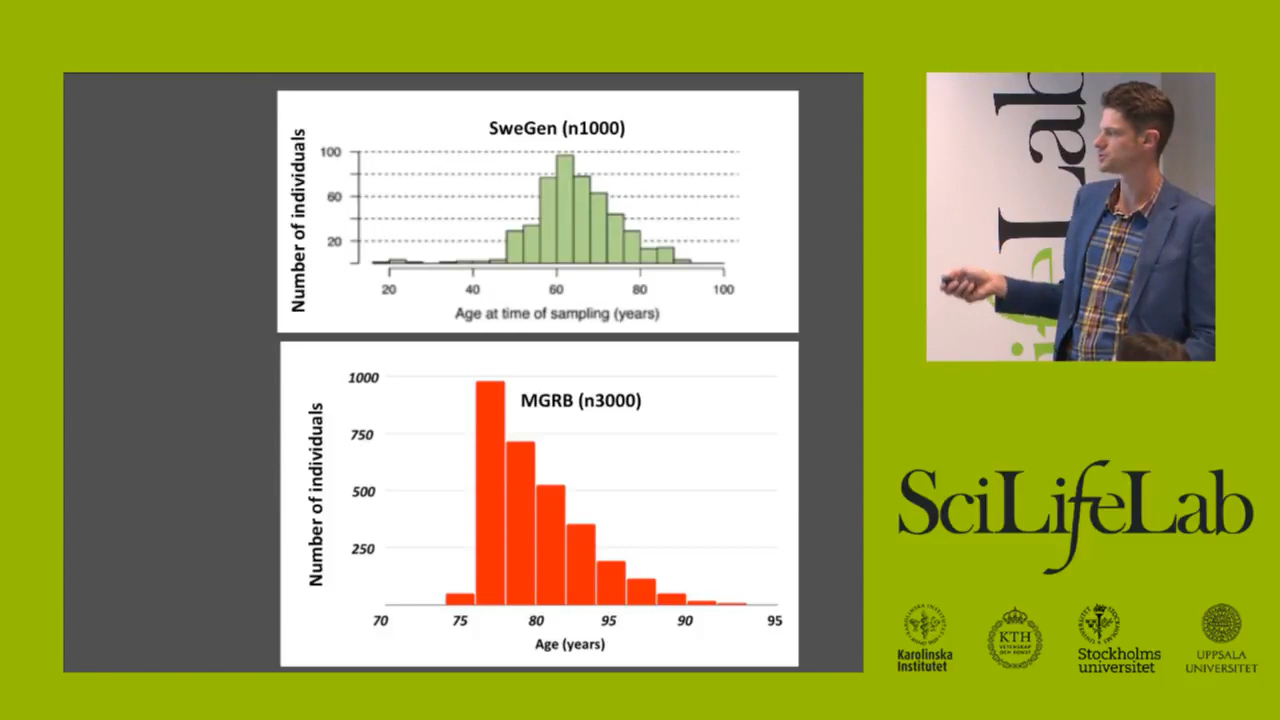 SweGen (n1000)
Number of individuals
100
60
20
20 40 60 80 100
Age at time of sampling (years)
MGRB (n3000)
Number of individuals
1000
750
500
250
70 75 80 95 90 95
Age (years)
Lab
SciLifeLab
Karolinska
Institutet
KTH
VETENSKAP
OCH KONST
Stockholms
universitet
UPPSALA
UNIVERSITET